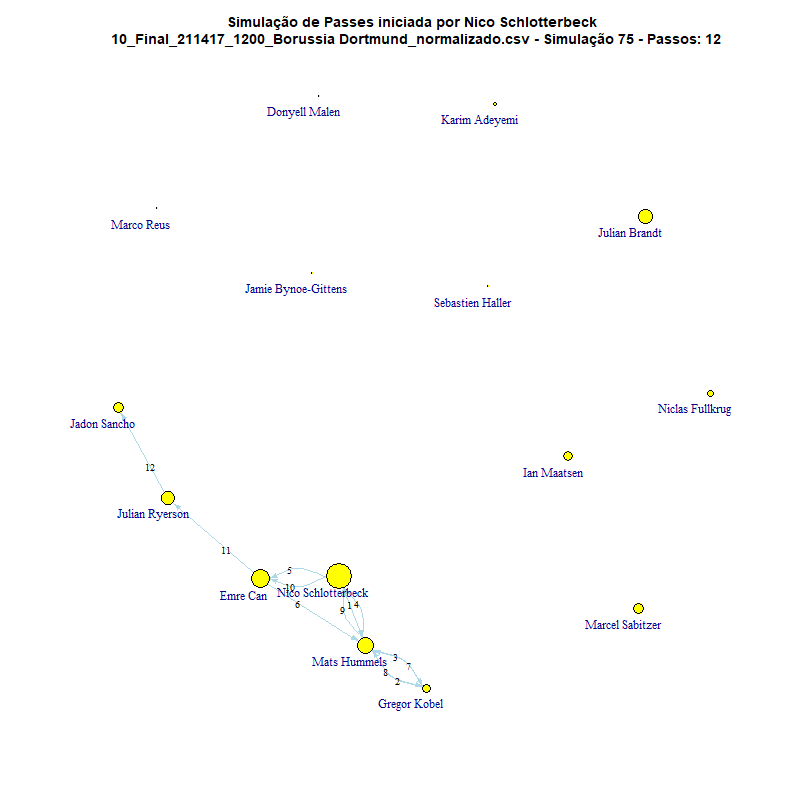 Simulação de Passes iniciada por Nico Schlotterbeck
10_Final_211417_1200_Borussia Dortmund_normalizado.csv - Simulação 75 - Passos: 12
Donyell Malen
Karim Adeyemi
Marco Reus
Julian Brandt
Jamie Bynoe-Gittens
Sebastien Haller
Niclas Fullkrug
Jadon Sancho
12
Ian Maatsen
Julian Ryerson
11
5
10
Nico Schlotterbeck
Emre Can
6
9
1
4
Marcel Sabitzer
3
Mats Hummels
7
8
2
Gregor Kobel